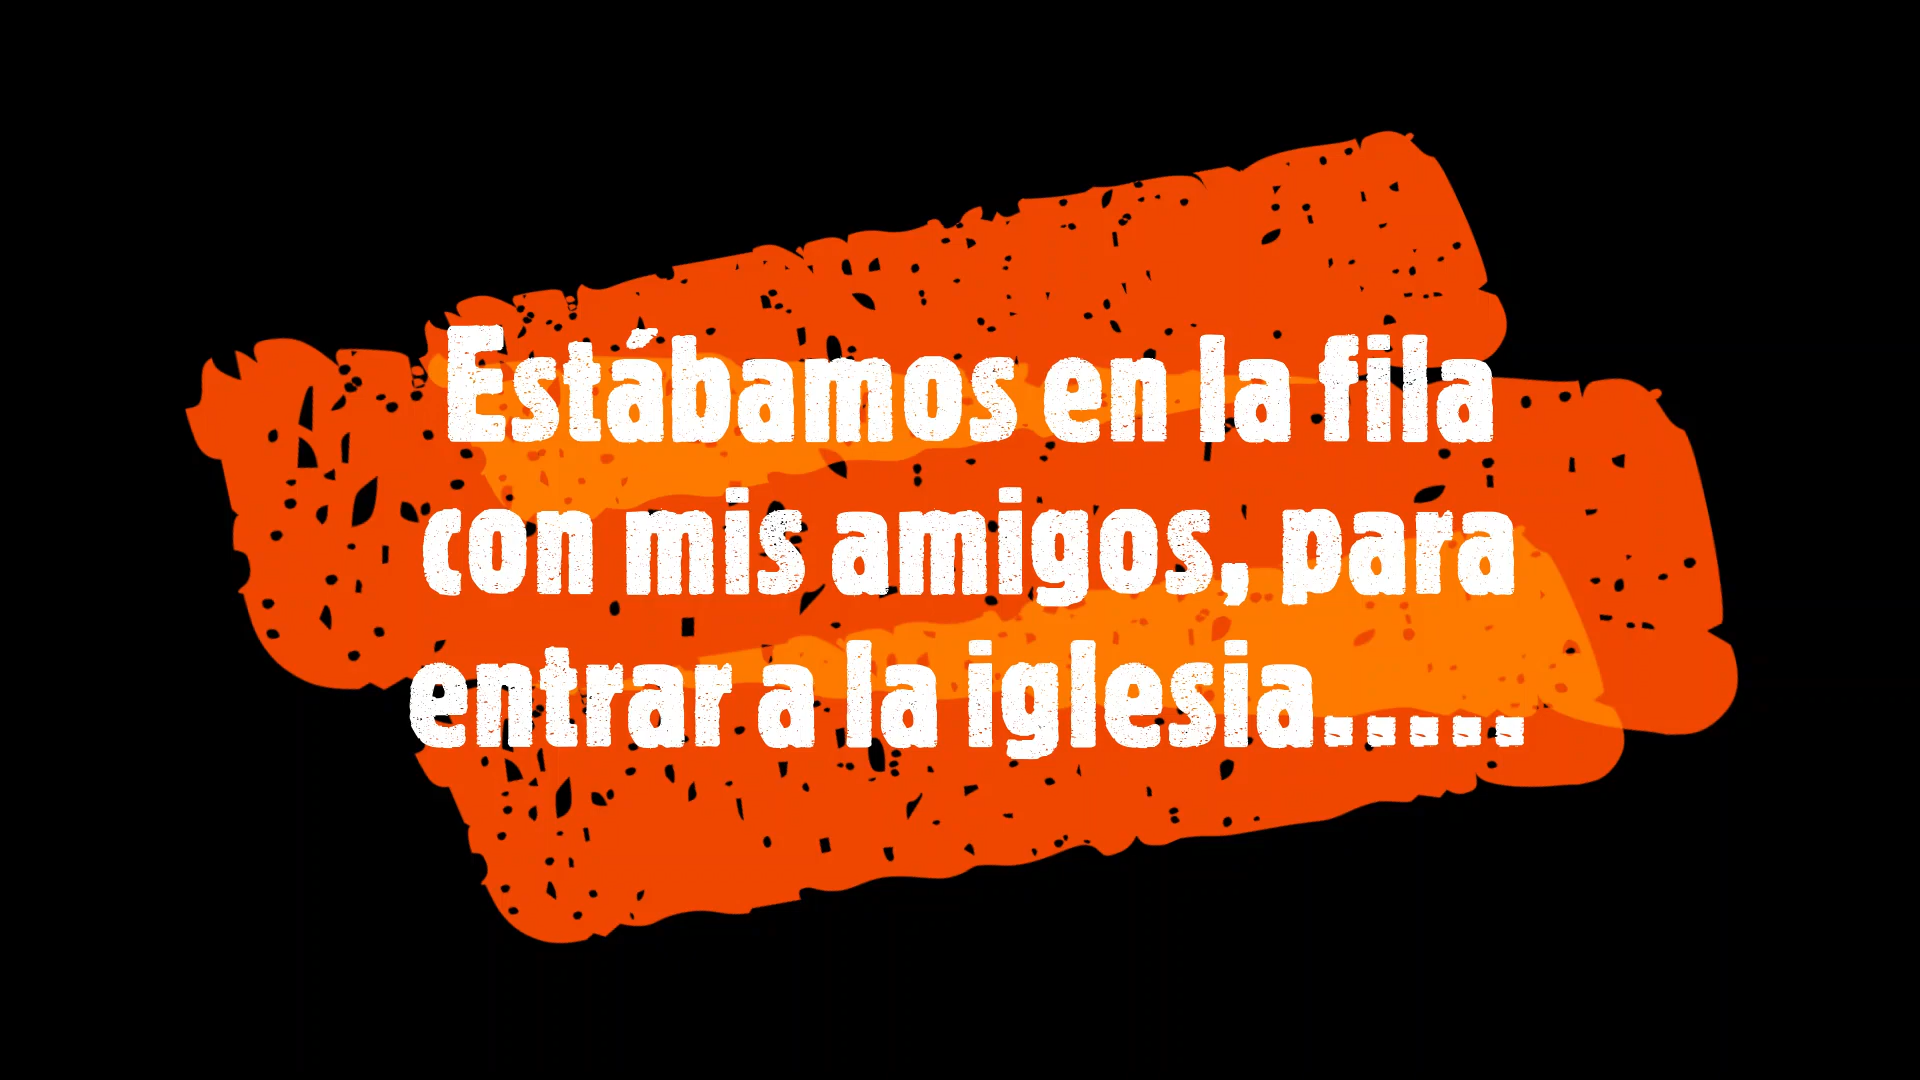 Estábamos en la fila
con mis amigos, para
entrar a la iglesia.....